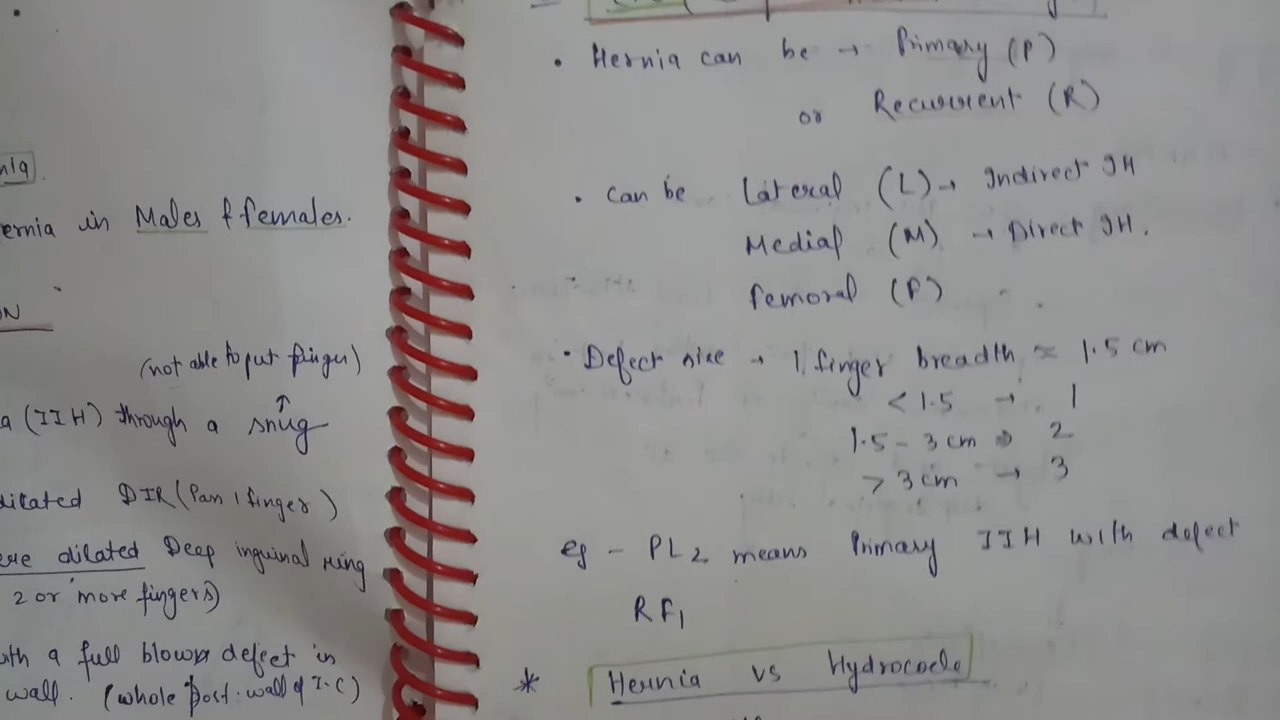 ernia in Males & females.
(not able to put finger)
a (IIH) through a snug
dilated DIR (Pan 1 finger)
ere dilated Deep inguinal ring
2 or more fingers)
with a full blown defect in
wall. (whole post. wall of I.C)
• Hernia can be → Primary (P)
or Recurrent (R)
• Can be Lateral (L) → Indirect IH
Medial (M) → Direct IH.
Femoral (F)
• Defect size → 1 finger breadth ≈ 1.5 cm
< 1.5 → 1
1.5 - 3 cm ⇒ 2
> 3 cm → 3
eg - PL2 means Primary IIH with defect
RF1
* Hernia vs Hydrocoele